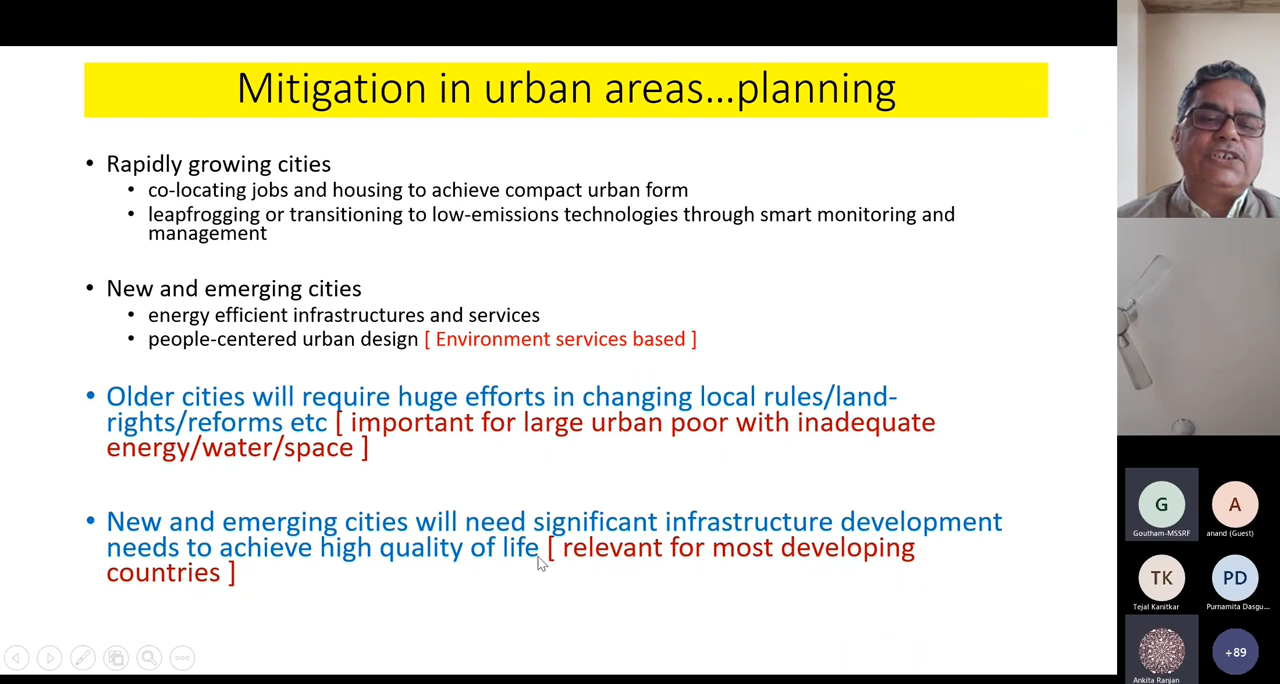 Mitigation in urban areas...planning
• Rapidly growing cities
• co-locating jobs and housing to achieve compact urban form
• leapfrogging or transitioning to low-emissions technologies through smart monitoring and
management
• New and emerging cities
• energy efficient infrastructures and services
• people-centered urban design [ Environment services based ]
• Older cities will require huge efforts in changing local rules/land-
rights/reforms etc [ important for large urban poor with inadequate
energy/water/space ]
• New and emerging cities will need significant infrastructure development
needs to achieve high quality of life [ relevant for most developing
countries ]
G
A
Goutham-MSSRF
anand (Guest)
TK
PD
Tejal Kanitkar
Purnamita Dasgu...
+89
Ankita Ranjan